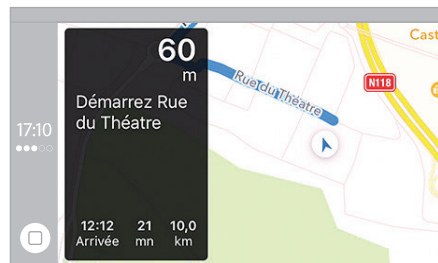 60
m
Démarrez Rue
du Théatre
17:10
12:12 21 10,0
Arrivée mn km
Rue du Théatre
N118
Cast